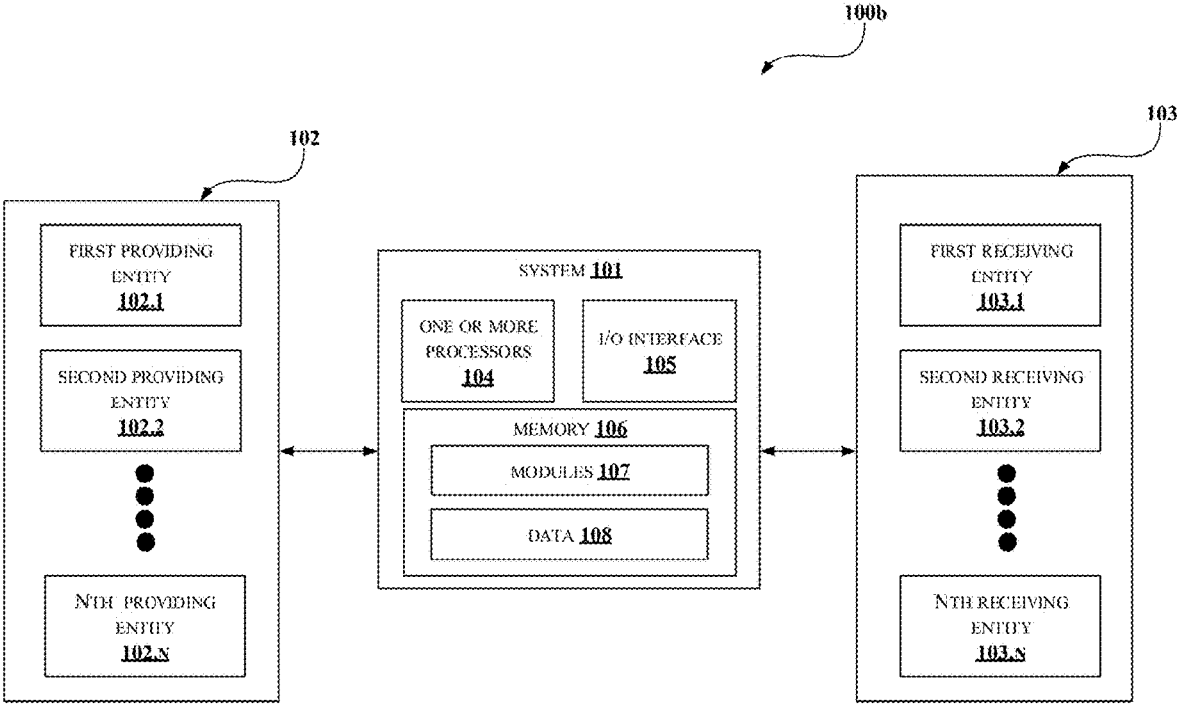 100b
102
103
FIRST PROVIDING
ENTITY
102.1
SECOND PROVIDING
ENTITY
102.2
NTH PROVIDING
ENTITY
102.N
SYSTEM 101
ONE OR MORE
PROCESSORS
104
I/O INTERFACE
105
MEMORY 106
MODULES 107
DATA 108
FIRST RECEIVING
ENTITY
103.1
SECOND RECEIVING
ENTITY
103.2
NTH RECEIVING
ENTITY
103.N